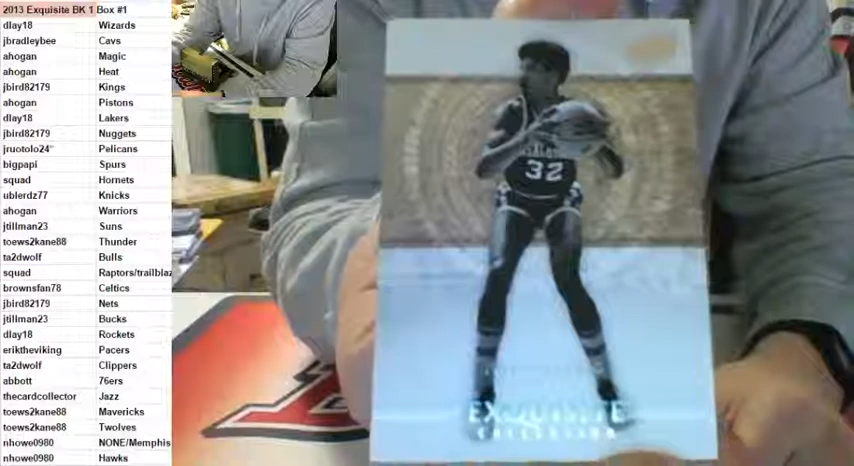 2013 Exquisite BK 1 Box #1
dlay18 Wizards
jbradleybee Cavs
ahogan Magic
ahogan Heat
jbird82179 Kings
ahogan Pistons
dlay18 Lakers
jbird82179 Nuggets
jruotolo24" Pelicans
bigpapi Spurs
squad Hornets
ublerdz77 Knicks
ahogan Warriors
jtillman23 Suns
toews2kane88 Thunder
ta2dwolf Bulls
squad Raptors/trailblaz
brownsfan78 Celtics
jbird82179 Nets
jtillman23 Bucks
dlay18 Rockets
eriktheviking Pacers
ta2dwolf Clippers
abbott 76ers
thecardcollector Jazz
toews2kane88 Mavericks
toews2kane88 Twolves
nhowe0980 NONE/Memphis
nhowe0980 Hawks
32
EXQUISITE
COLLECTION